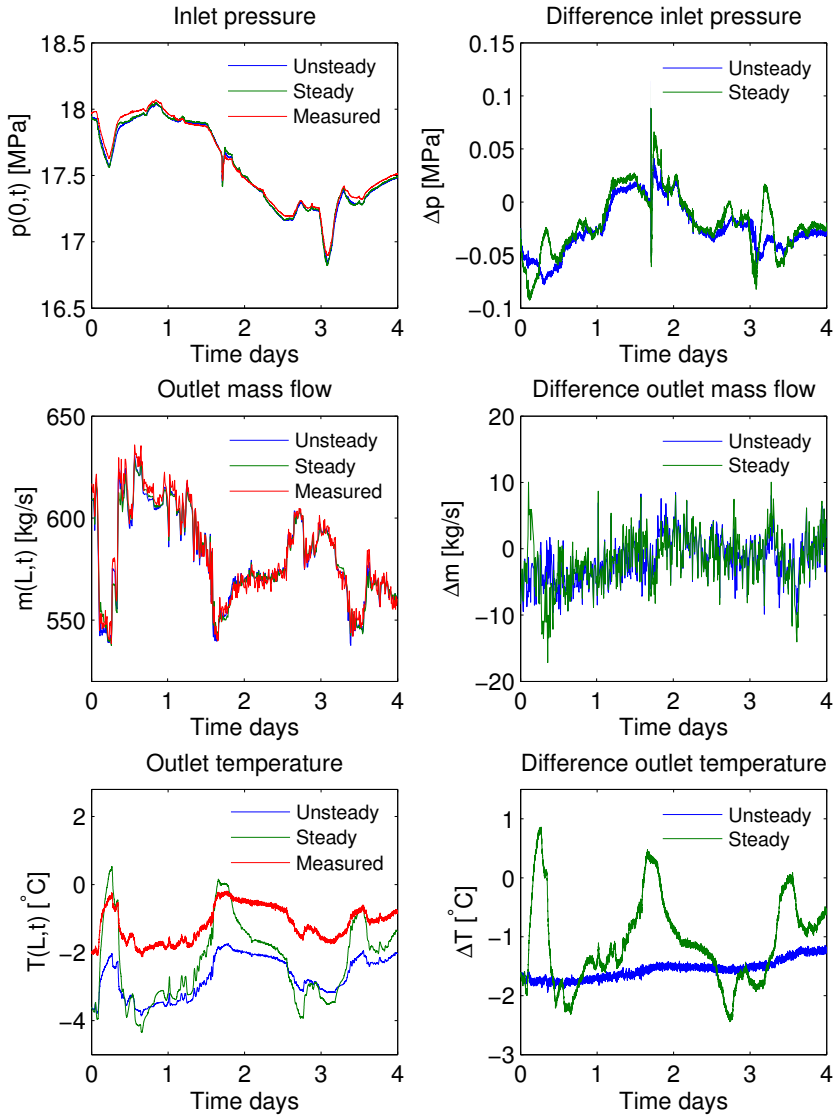 Inlet pressure
18.5
18
17.5
17
16.5
p(0,t) [MPa]
Unsteady
Steady
Measured
0 1 2 3 4
Time days
Difference inlet pressure
0.15
0.1
0.05
0
−0.05
−0.1
Δp [MPa]
Unsteady
Steady
0 1 2 3 4
Time days
Outlet mass flow
650
600
550
m(L,t) [kg/s]
Unsteady
Steady
Measured
0 1 2 3 4
Time days
Difference outlet mass flow
20
10
0
−10
−20
Δm [kg/s]
Unsteady
Steady
0 1 2 3 4
Time days
Outlet temperature
2
0
−2
−4
T(L,t) [°C]
Unsteady
Steady
Measured
0 1 2 3 4
Time days
Difference outlet temperature
1
0
−1
−2
−3
ΔT [°C]
Unsteady
Steady
0 1 2 3 4
Time days